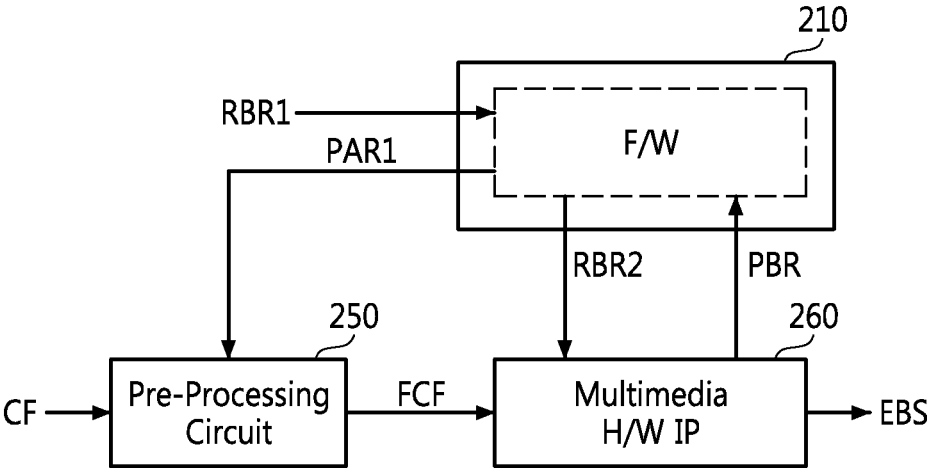 210
RBR1
F/W
PAR1
RBR2
PBR
250
260
CF
Pre-Processing
Circuit
FCF
Multimedia
H/W IP
EBS